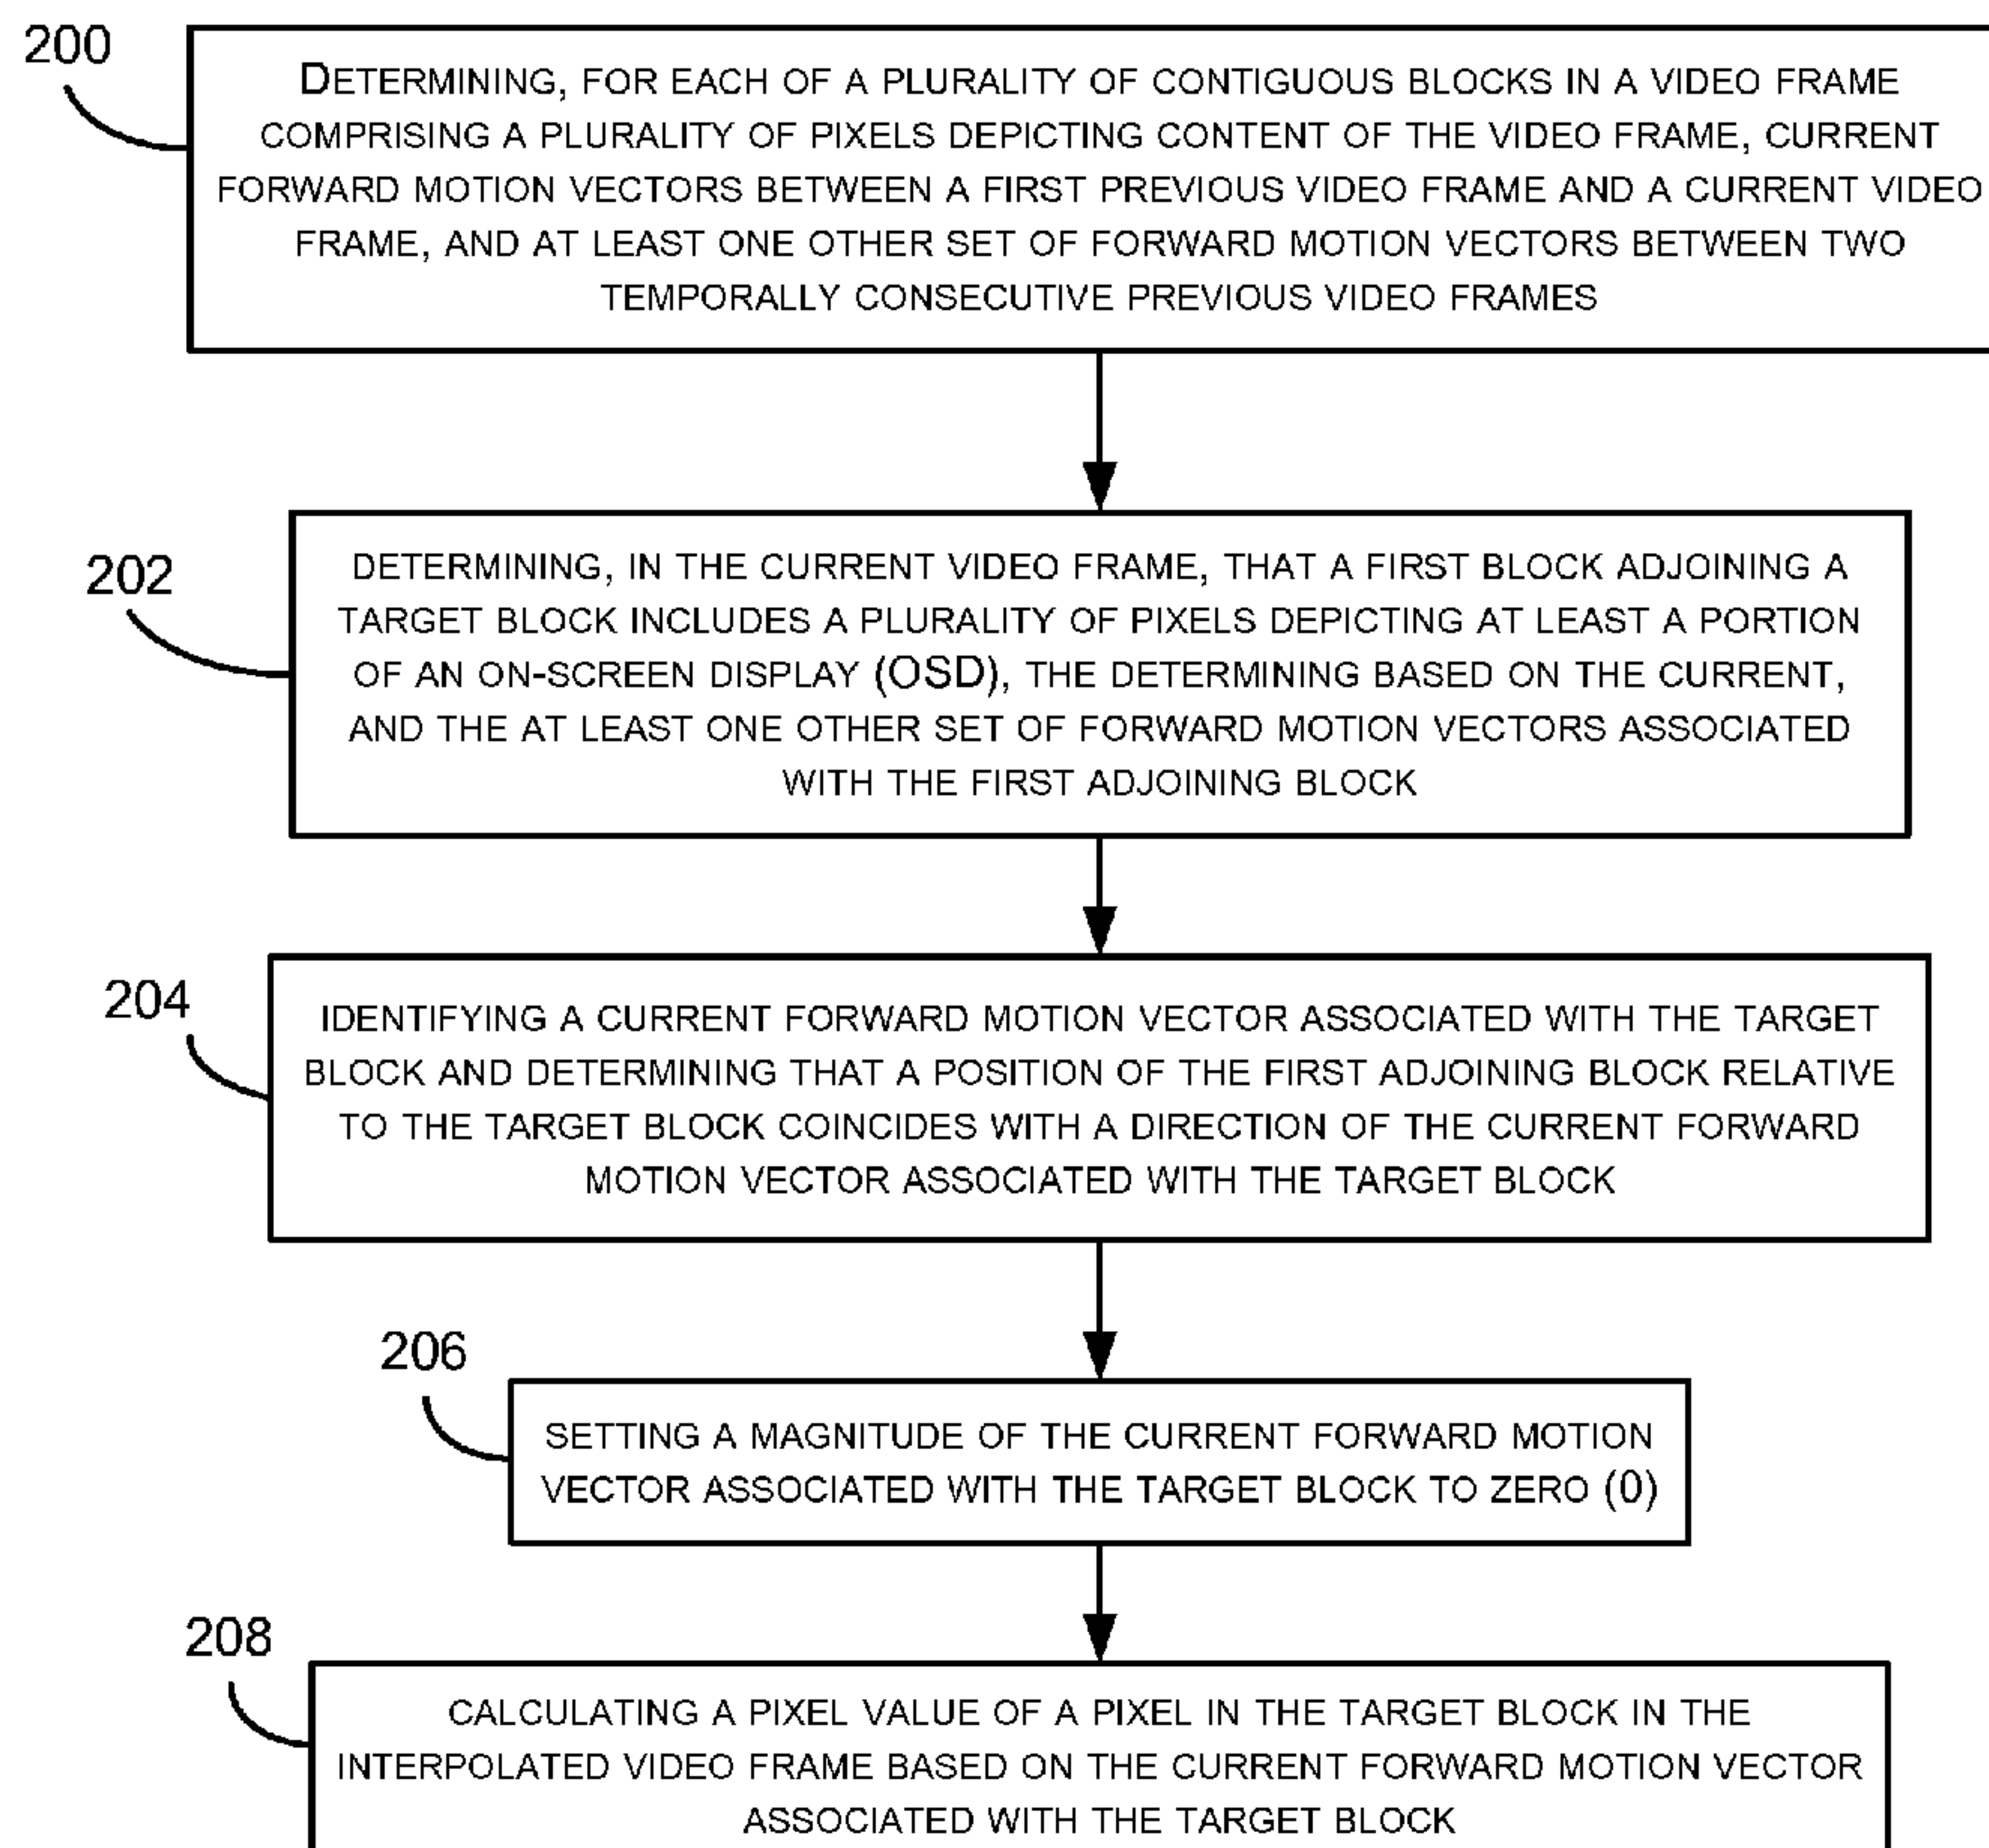 200
DETERMINING, FOR EACH OF A PLURALITY OF CONTIGUOUS BLOCKS IN A VIDEO FRAME
COMPRISING A PLURALITY OF PIXELS DEPICTING CONTENT OF THE VIDEO FRAME, CURRENT
FORWARD MOTION VECTORS BETWEEN A FIRST PREVIOUS VIDEO FRAME AND A CURRENT VIDEO
FRAME, AND AT LEAST ONE OTHER SET OF FORWARD MOTION VECTORS BETWEEN TWO
TEMPORALLY CONSECUTIVE PREVIOUS VIDEO FRAMES
202
DETERMINING, IN THE CURRENT VIDEO FRAME, THAT A FIRST BLOCK ADJOINING A
TARGET BLOCK INCLUDES A PLURALITY OF PIXELS DEPICTING AT LEAST A PORTION
OF AN ON-SCREEN DISPLAY (OSD), THE DETERMINING BASED ON THE CURRENT,
AND THE AT LEAST ONE OTHER SET OF FORWARD MOTION VECTORS ASSOCIATED
WITH THE FIRST ADJOINING BLOCK
204
IDENTIFYING A CURRENT FORWARD MOTION VECTOR ASSOCIATED WITH THE TARGET
BLOCK AND DETERMINING THAT A POSITION OF THE FIRST ADJOINING BLOCK RELATIVE
TO THE TARGET BLOCK COINCIDES WITH A DIRECTION OF THE CURRENT FORWARD
MOTION VECTOR ASSOCIATED WITH THE TARGET BLOCK
206
SETTING A MAGNITUDE OF THE CURRENT FORWARD MOTION
VECTOR ASSOCIATED WITH THE TARGET BLOCK TO ZERO (0)
208
CALCULATING A PIXEL VALUE OF A PIXEL IN THE TARGET BLOCK IN THE
INTERPOLATED VIDEO FRAME BASED ON THE CURRENT FORWARD MOTION VECTOR
ASSOCIATED WITH THE TARGET BLOCK